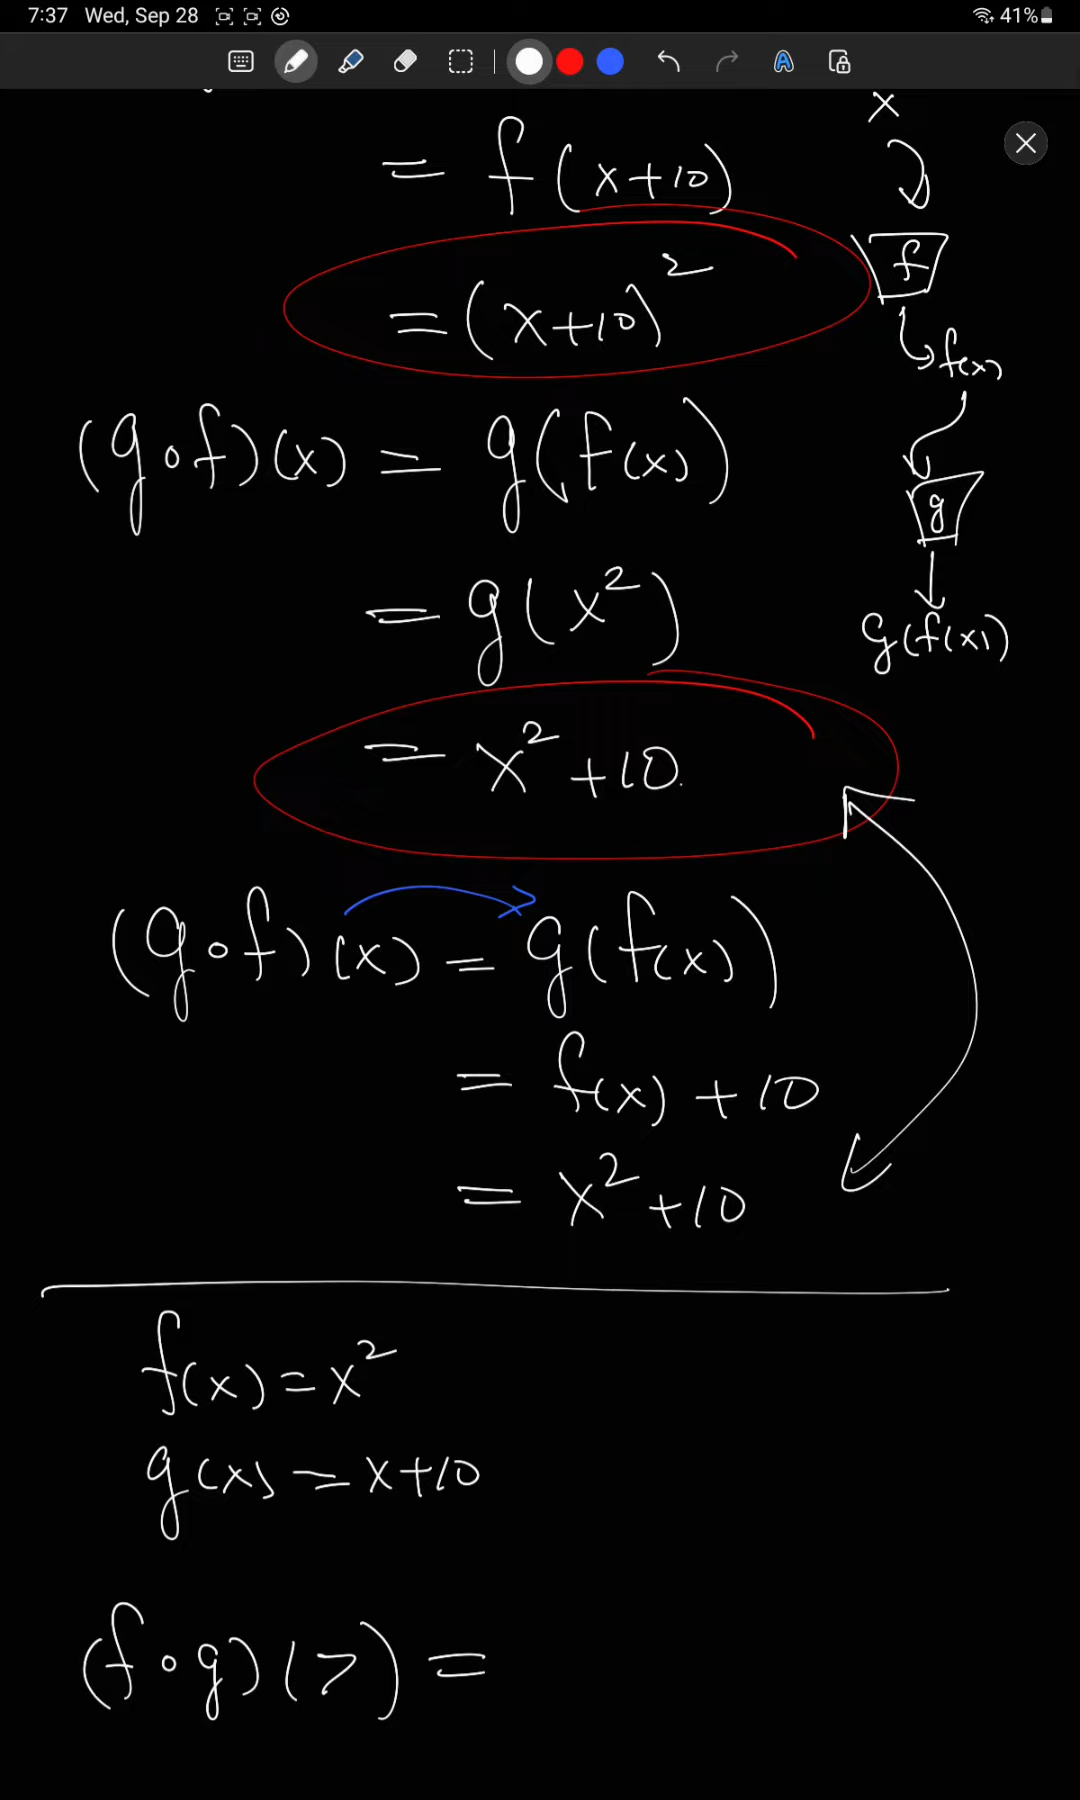 7:37 Wed, Sep 28 41%
x
= f(x+10)
f
= (x+10)²
f(x)
(g∘f)(x) = g(f(x))
g
= g(x²)
g(f(x))
= x² +10.
(g∘f)(x) = g(f(x))
= f(x) + 10
= x² +10
f(x) = x²
g(x) = x+10
(f∘g)(7) =